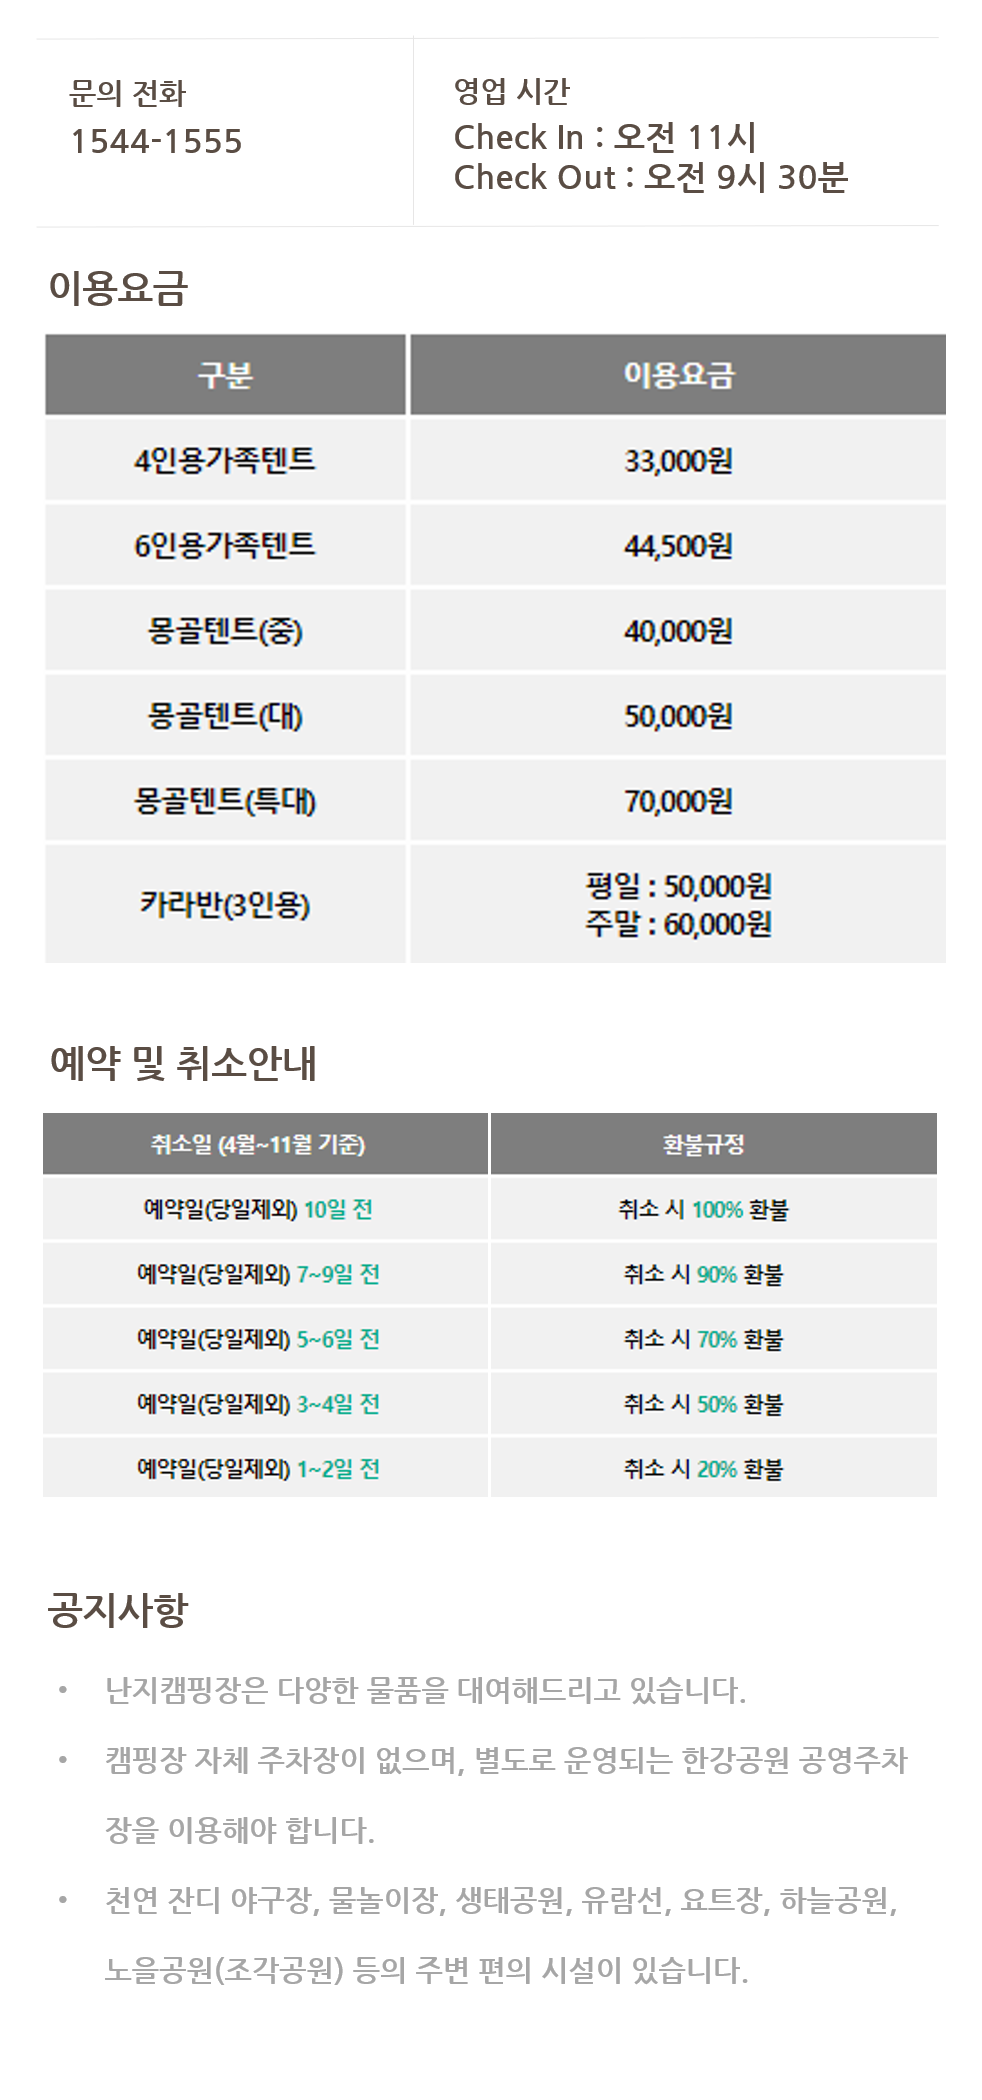 문의 전화
1544-1555
영업 시간
Check In : 오전 11시
Check Out : 오전 9시 30분
이용요금
구분 이용요금
4인용가족텐트 33,000원
6인용가족텐트 44,500원
몽골텐트(중) 40,000원
몽골텐트(대) 50,000원
몽골텐트(특대) 70,000원
카라반(3인용) 평일 : 50,000원
주말 : 60,000원
예약 및 취소안내
취소일 (4월~11월 기준) 환불규정
예약일(당일제외) 10일 전 취소 시 100% 환불
예약일(당일제외) 7~9일 전 취소 시 90% 환불
예약일(당일제외) 5~6일 전 취소 시 70% 환불
예약일(당일제외) 3~4일 전 취소 시 50% 환불
예약일(당일제외) 1~2일 전 취소 시 20% 환불
공지사항
• 난지캠핑장은 다양한 물품을 대여해드리고 있습니다.
• 캠핑장 자체 주차장이 없으며, 별도로 운영되는 한강공원 공영주차
장을 이용해야 합니다.
• 천연 잔디 야구장, 물놀이장, 생태공원, 유람선, 요트장, 하늘공원,
노을공원(조각공원) 등의 주변 편의 시설이 있습니다.